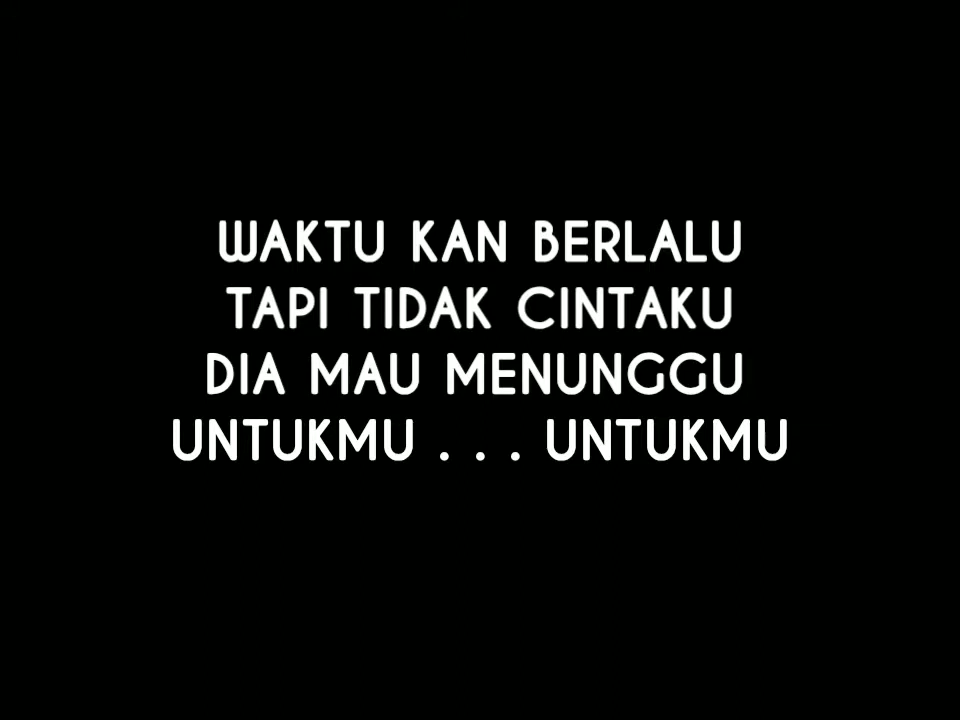 WAKTU KAN BERLALU
TAPI TIDAK CINTAKU
DIA MAU MENUNGGU
UNTUKMU . . . UNTUKMU